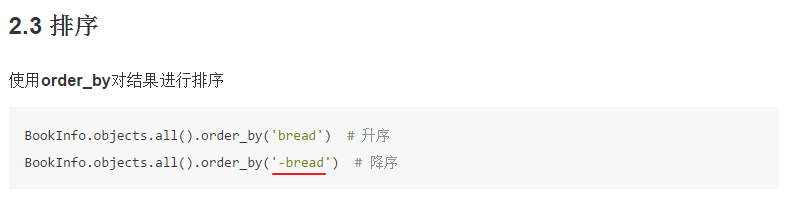 2.3 排序
使用order_by对结果进行排序
BookInfo.objects.all().order_by('bread')  # 升序
BookInfo.objects.all().order_by('-bread')  # 降序